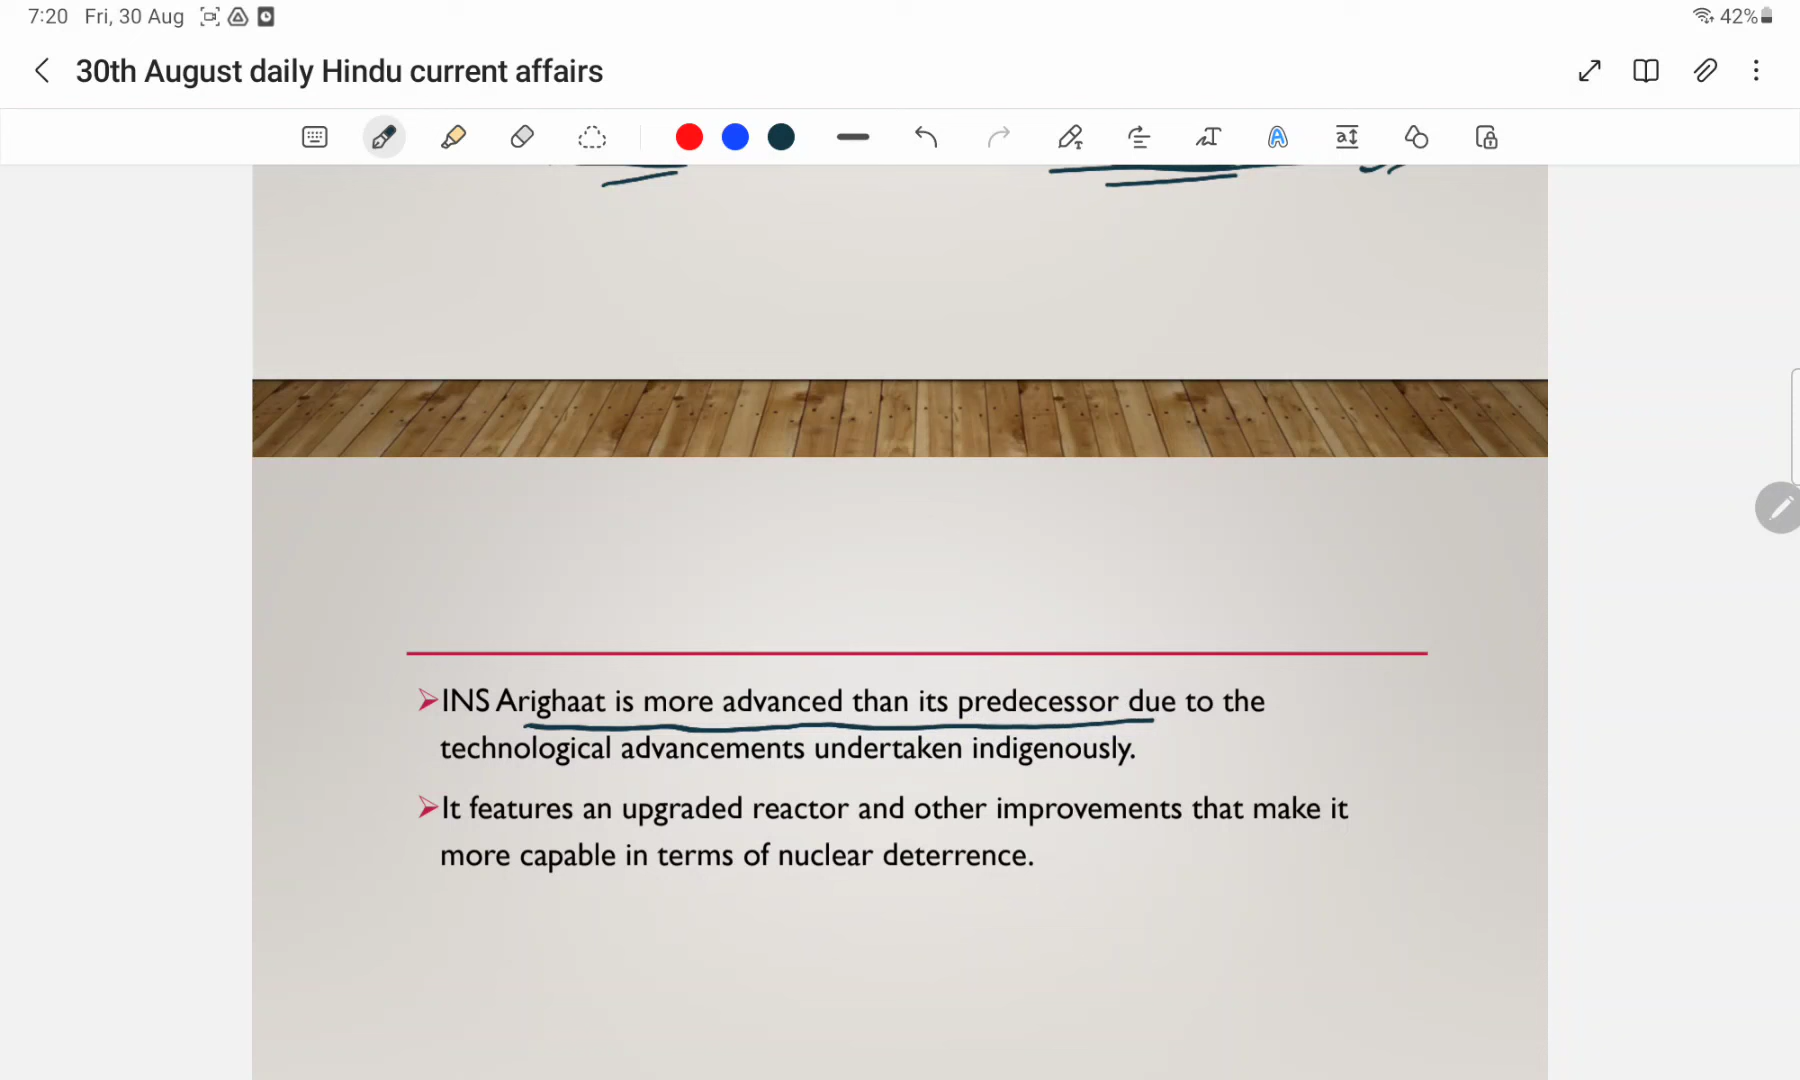 7:20 Fri, 30 Aug 42%
30th August daily Hindu current affairs
INS Arighaat is more advanced than its predecessor due to the
technological advancements undertaken indigenously.
It features an upgraded reactor and other improvements that make it
more capable in terms of nuclear deterrence.